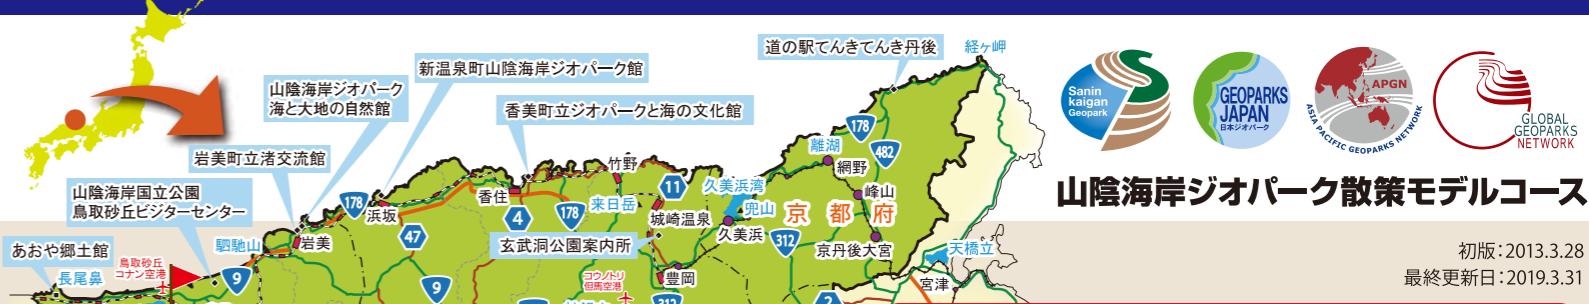 道の駅てんきてんき丹後
経ヶ岬
新温泉町山陰海岸ジオパーク館
山陰海岸ジオパーク
海と大地の自然館
香美町立ジオパークと海の文化館
岩美町立渚交流館
山陰海岸国立公園
鳥取砂丘ビジターセンター
あおや郷土館
長尾鼻
鳥取砂丘
コナン空港
駟馳山
9
岩美
178
浜坂
47
香住
4
178
竹野
来日岳
11
城崎温泉
玄武洞公園案内所
コウノトリ
但馬空港
豊岡
9
312
久美浜湾
兜山
久美浜
京都府
312
離湖
178
482
網野
峰山
京丹後大宮
天橋立
宮津
2
Sanin
kaigan
Geopark
GEOPARKS
JAPAN
日本ジオパーク
APGN
ASIA PACIFIC GEOPARKS NETWORK
GLOBAL
GEOPARKS
NETWORK
山陰海岸ジオパーク散策モデルコース
初版：2013.3.28
最終更新日：2019.3.31